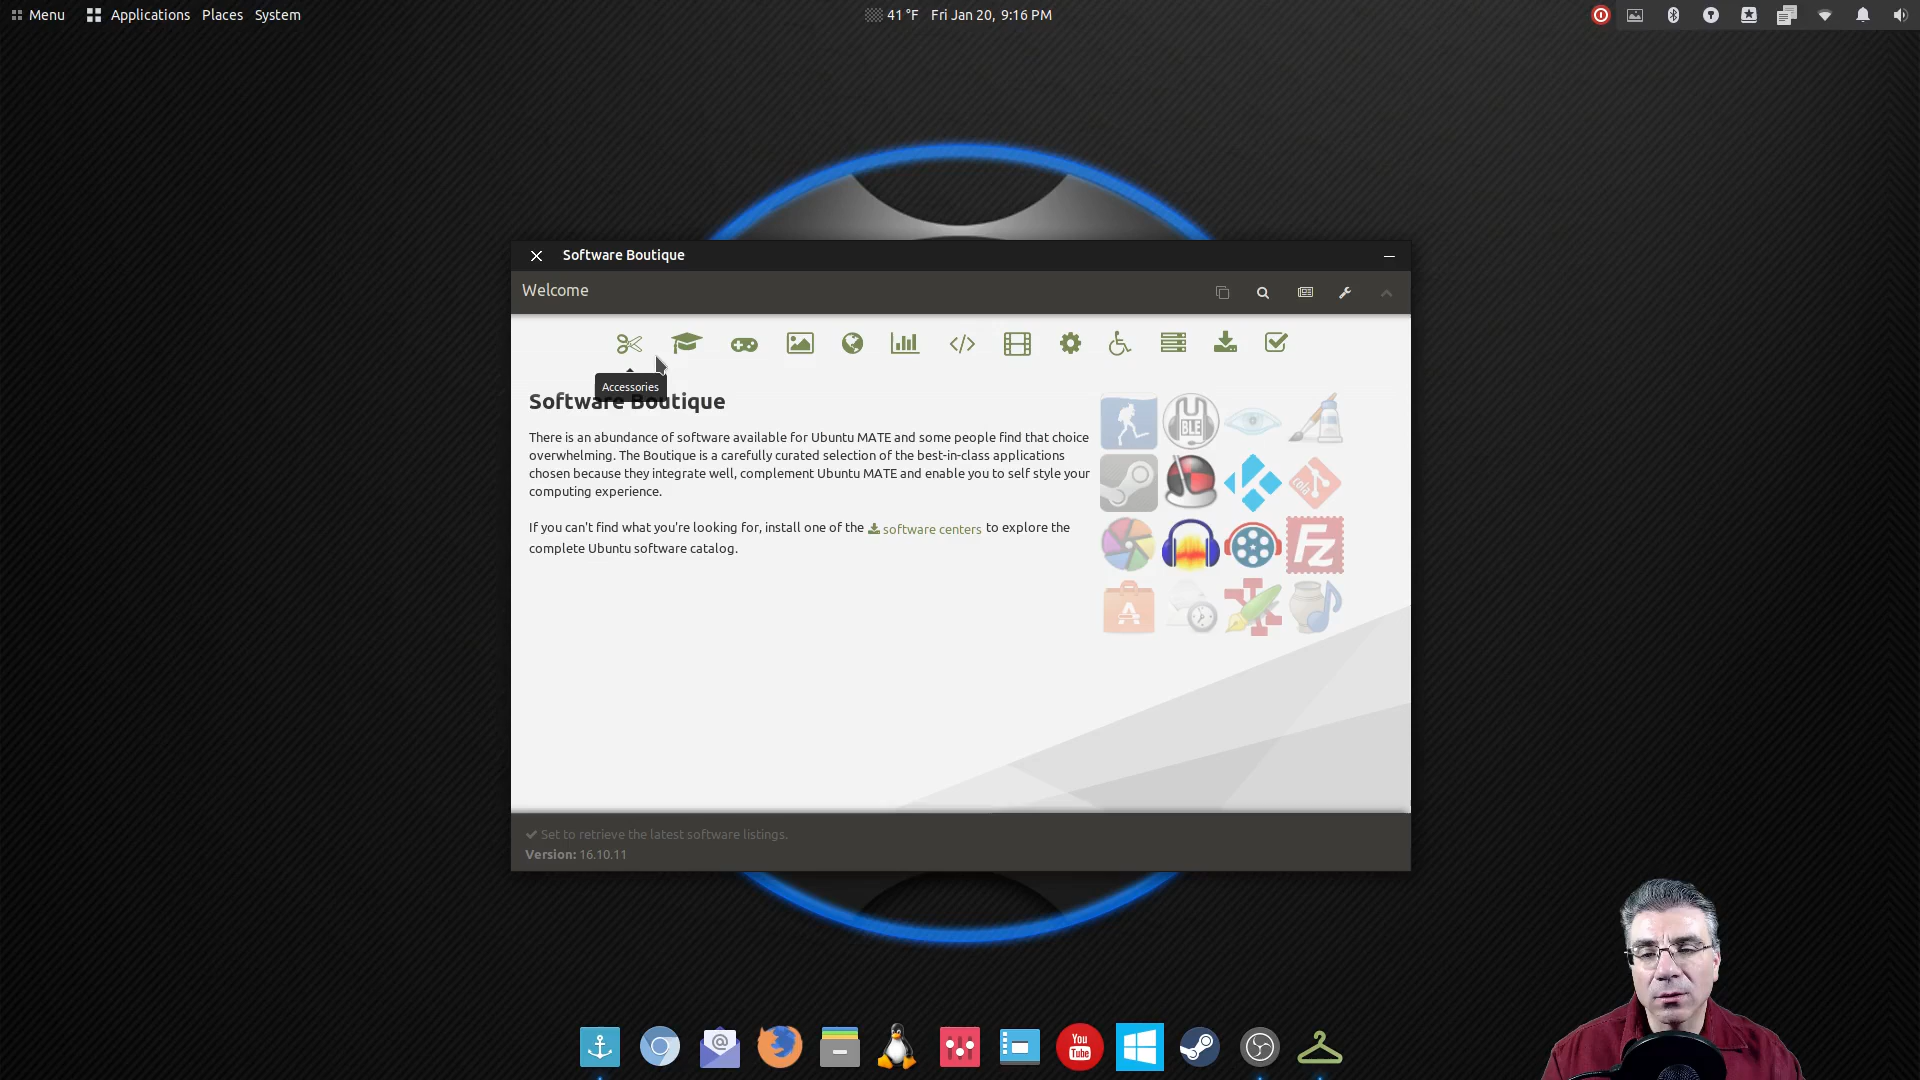 Menu Applications Places System 41 °F Fri Jan 20, 9:16 PM
Software Boutique
Welcome
Accessories
Software Boutique
There is an abundance of software available for Ubuntu MATE and some people find that choice
overwhelming. The Boutique is a carefully curated selection of the best-in-class applications
chosen because they integrate well, complement Ubuntu MATE and enable you to self style your
computing experience.
If you can't find what you're looking for, install one of the software centers to explore the
complete Ubuntu software catalog.
U
BLE
cola
Fz
A
✔ Set to retrieve the latest software listings.
Version: 16.10.11
@
You
Tube